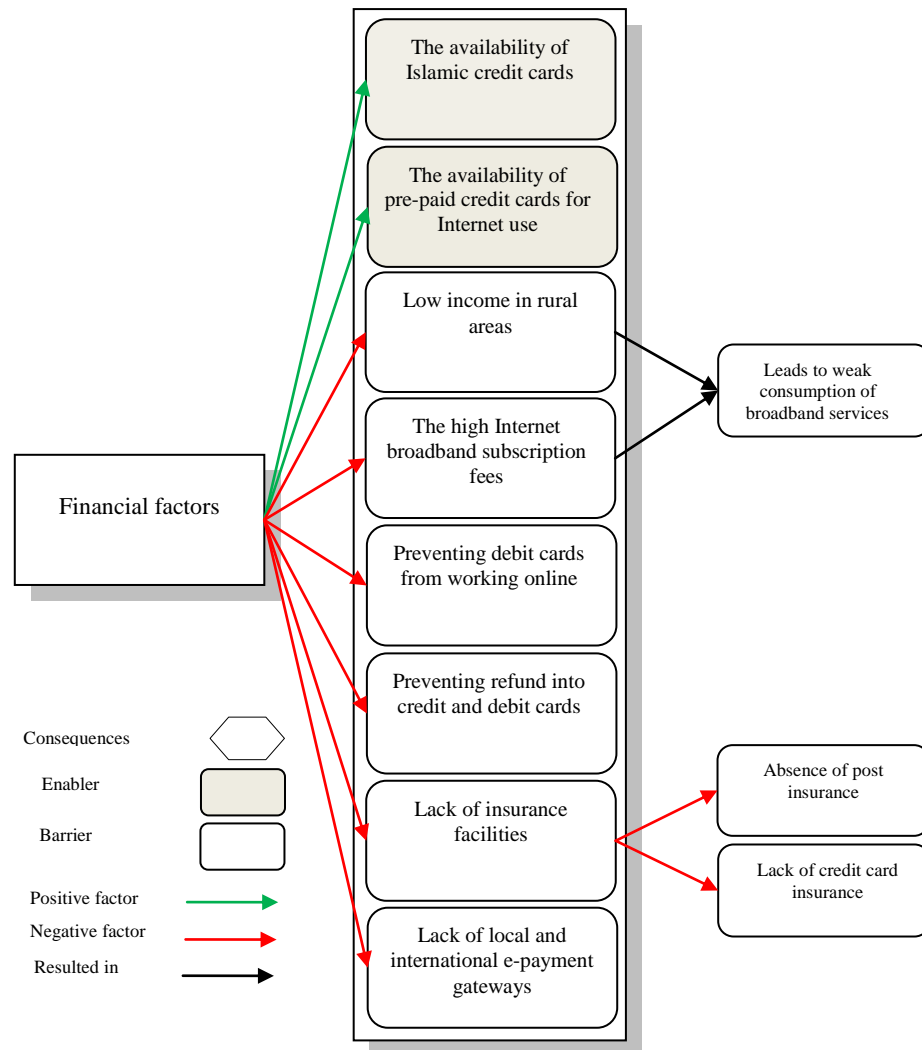 The availability of
Islamic credit cards
The availability of
pre-paid credit cards for
Internet use
Low income in rural
areas
Leads to weak
consumption of
broadband services
The high Internet
broadband subscription
fees
Financial factors
Preventing debit cards
from working online
Preventing refund into
credit and debit cards
Lack of insurance
facilities
Absence of post
insurance
Lack of credit card
insurance
Lack of local and
international e-payment
gateways
Consequences
Enabler
Barrier
Positive factor
Negative factor
Resulted in